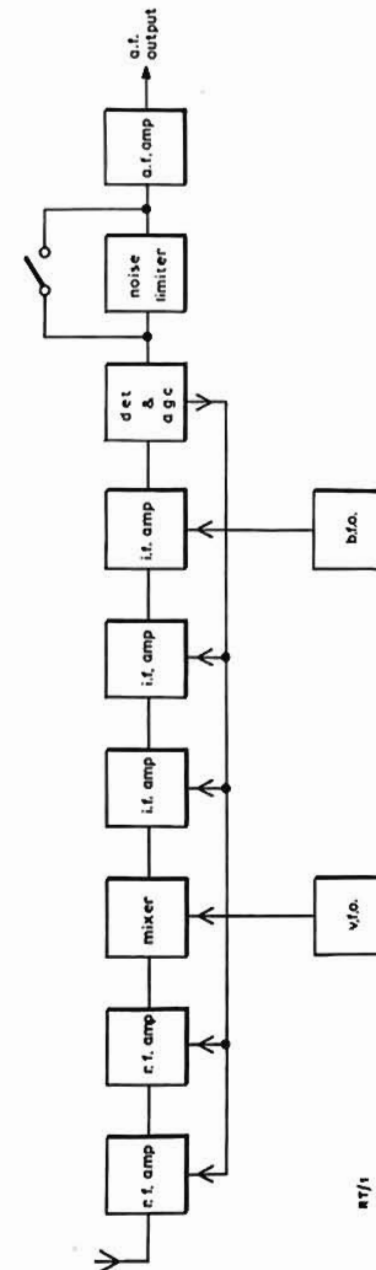 r.f. amp
r.f. amp
mixer
i.f. amp
i.f. amp
i.f. amp
det
&
agc
noise
limiter
a.f. amp
a.f.
output
v.f.o.
b.f.o.
RT/1